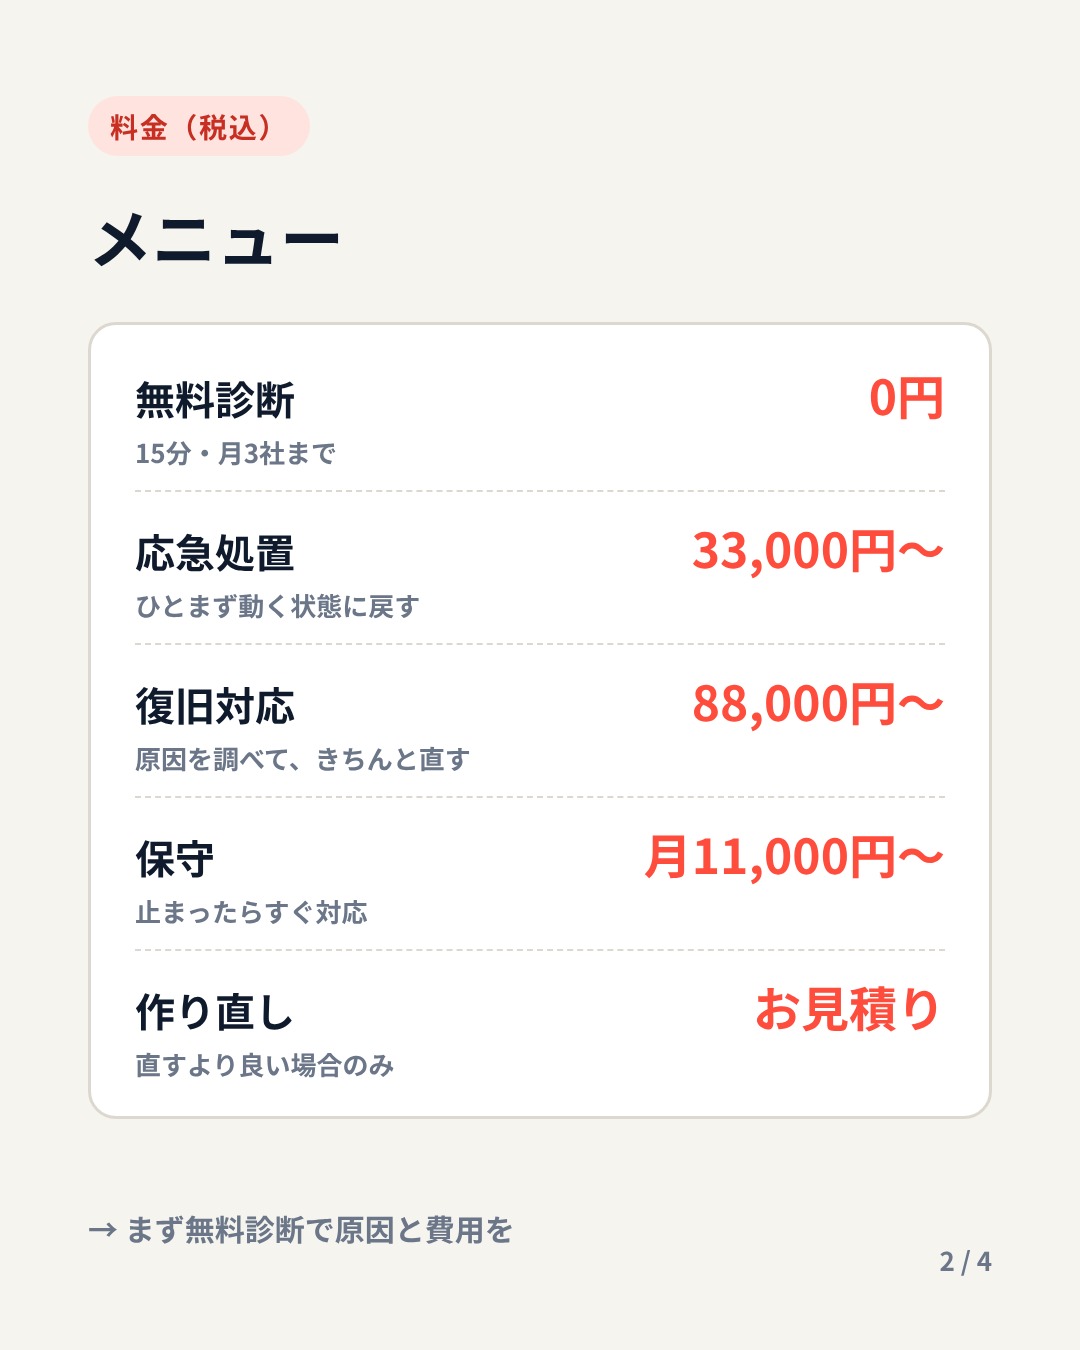 料金（税込）
メニュー
無料診断 0円
15分・月3社まで
応急処置 33,000円〜
ひとまず動く状態に戻す
復旧対応 88,000円〜
原因を調べて、きちんと直す
保守 月11,000円〜
止まったらすぐ対応
作り直し お見積り
直すより良い場合のみ
→ まず無料診断で原因と費用を
2 / 4